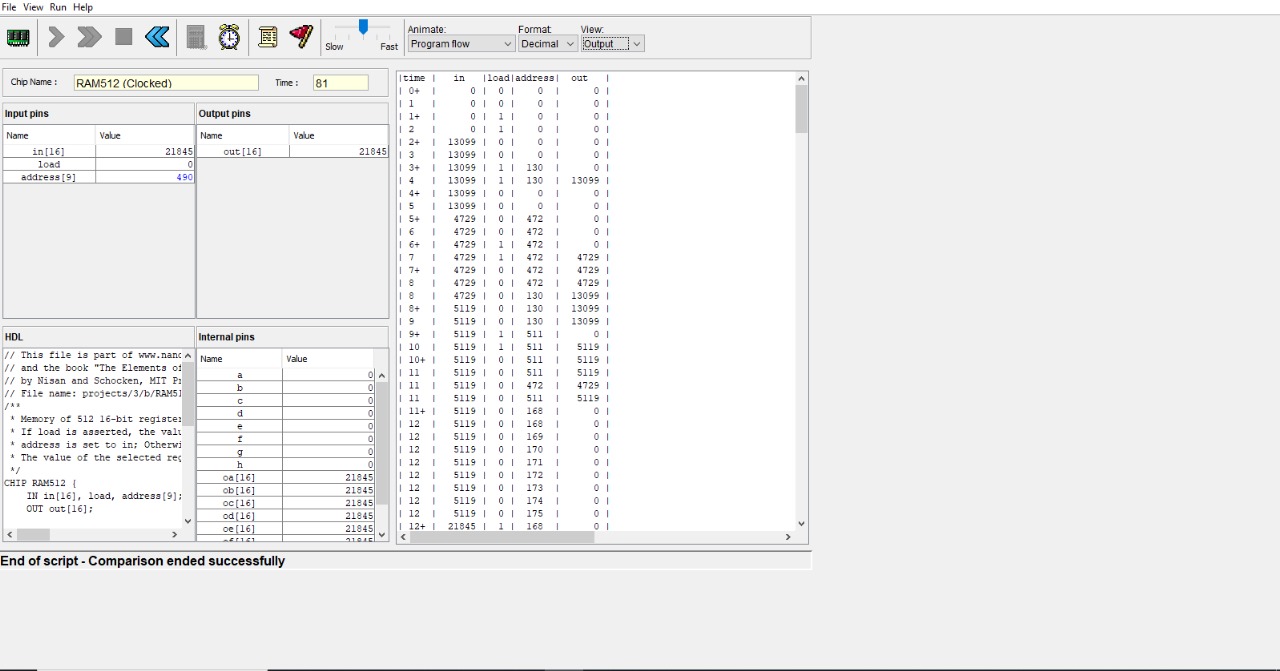 File View Run Help
Slow Fast
Animate:
Program flow
Format:
Decimal
View:
Output
Chip Name :
RAM512 (Clocked)
Time :
81
Input pins
Name Value
in[16] 21845
load 0
address[9] 490
Output pins
Name Value
out[16] 21845
HDL
// This file is part of www.nand
// and the book "The Elements of
// by Nisan and Schocken, MIT Pr
// File name: projects/3/b/RAM51
/**
* Memory of 512 16-bit register
* If load is asserted, the valu
* address is set to in; Otherwi
* The value of the selected reg
*/
CHIP RAM512 {
IN in[16], load, address[9];
OUT out[16];
Internal pins
Name Value
a 0
b 0
c 0
d 0
e 0
f 0
g 0
h 0
oa[16] 21845
ob[16] 21845
oc[16] 21845
od[16] 21845
oe[16] 21845
of[16] 21845
|time | in |load|address| out |
| 0+ | 0 | 0 | 0 | 0 |
| 1 | 0 | 0 | 0 | 0 |
| 1+ | 0 | 1 | 0 | 0 |
| 2 | 0 | 1 | 0 | 0 |
| 2+ | 13099 | 0 | 0 | 0 |
| 3 | 13099 | 0 | 0 | 0 |
| 3+ | 13099 | 1 | 130 | 0 |
| 4 | 13099 | 1 | 130 | 13099 |
| 4+ | 13099 | 0 | 0 | 0 |
| 5 | 13099 | 0 | 0 | 0 |
| 5+ | 4729 | 0 | 472 | 0 |
| 6 | 4729 | 0 | 472 | 0 |
| 6+ | 4729 | 1 | 472 | 0 |
| 7 | 4729 | 1 | 472 | 4729 |
| 7+ | 4729 | 0 | 472 | 4729 |
| 8 | 4729 | 0 | 472 | 4729 |
| 8 | 4729 | 0 | 130 | 13099 |
| 8+ | 5119 | 0 | 130 | 13099 |
| 9 | 5119 | 0 | 130 | 13099 |
| 9+ | 5119 | 1 | 511 | 0 |
| 10 | 5119 | 1 | 511 | 5119 |
| 10+ | 5119 | 0 | 511 | 5119 |
| 11 | 5119 | 0 | 511 | 5119 |
| 11 | 5119 | 0 | 472 | 4729 |
| 11 | 5119 | 0 | 511 | 5119 |
| 11+ | 5119 | 0 | 168 | 0 |
| 12 | 5119 | 0 | 168 | 0 |
| 12 | 5119 | 0 | 169 | 0 |
| 12 | 5119 | 0 | 170 | 0 |
| 12 | 5119 | 0 | 171 | 0 |
| 12 | 5119 | 0 | 172 | 0 |
| 12 | 5119 | 0 | 173 | 0 |
| 12 | 5119 | 0 | 174 | 0 |
| 12 | 5119 | 0 | 175 | 0 |
| 12+ | 21845 | 1 | 168 | 0 |
End of script - Comparison ended successfully